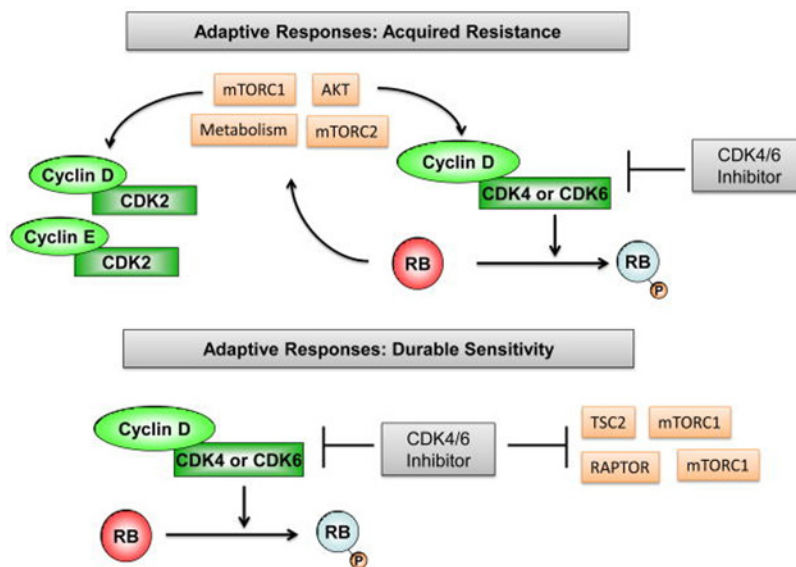 Adaptive Responses: Acquired Resistance
mTORC1
AKT
Metabolism
mTORC2
Cyclin D
CDK2
Cyclin E
CDK2
Cyclin D
CDK4 or CDK6
CDK4/6
Inhibitor
RB
RB
P
Adaptive Responses: Durable Sensitivity
Cyclin D
CDK4 or CDK6
CDK4/6
Inhibitor
TSC2
mTORC1
RAPTOR
mTORC1
RB
RB
P